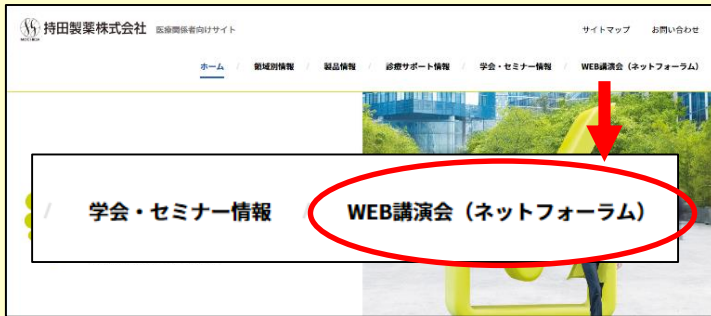 持田製薬株式会社 医療関係者向けサイト
サイトマップ お問い合わせ
ホーム / 領域別情報 / 製品情報 / 診療サポート情報 / 学会・セミナー情報 / WEB講演会（ネットフォーラム）
/ 学会・セミナー情報 / WEB講演会（ネットフォーラム）